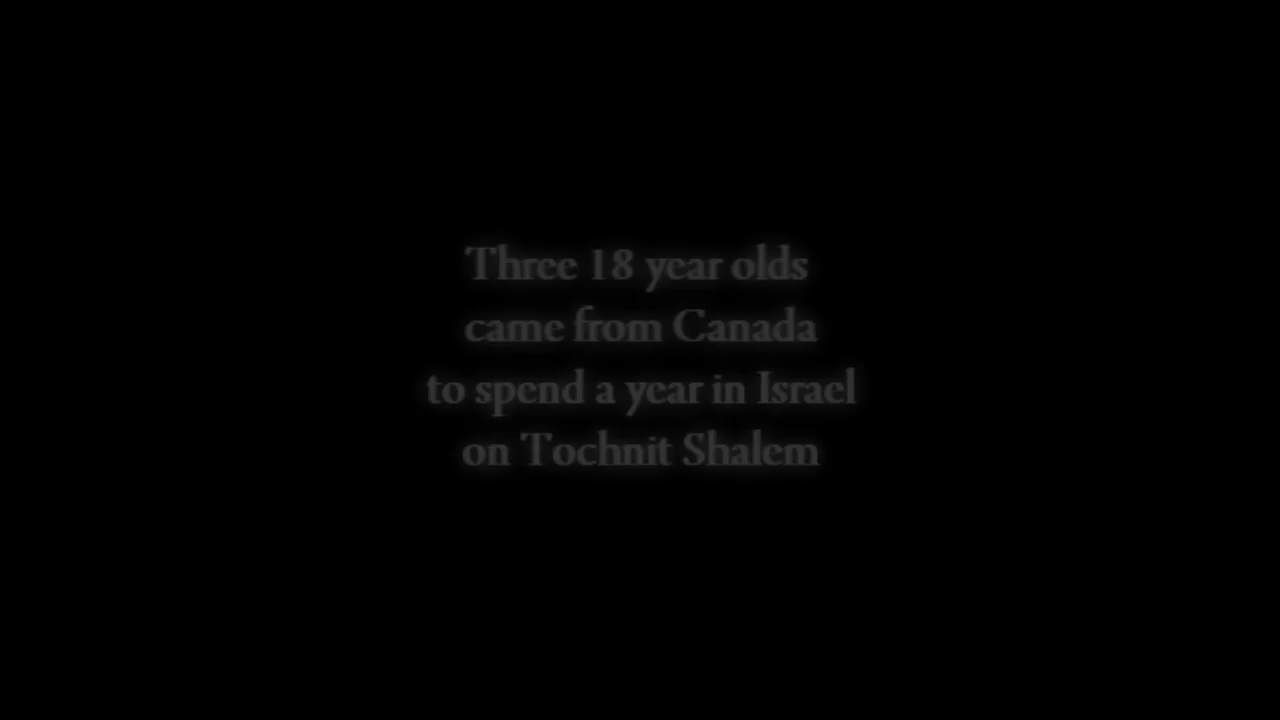 Three 18 year olds
came from Canada
to spend a year in Israel
on Tochnit Shalem